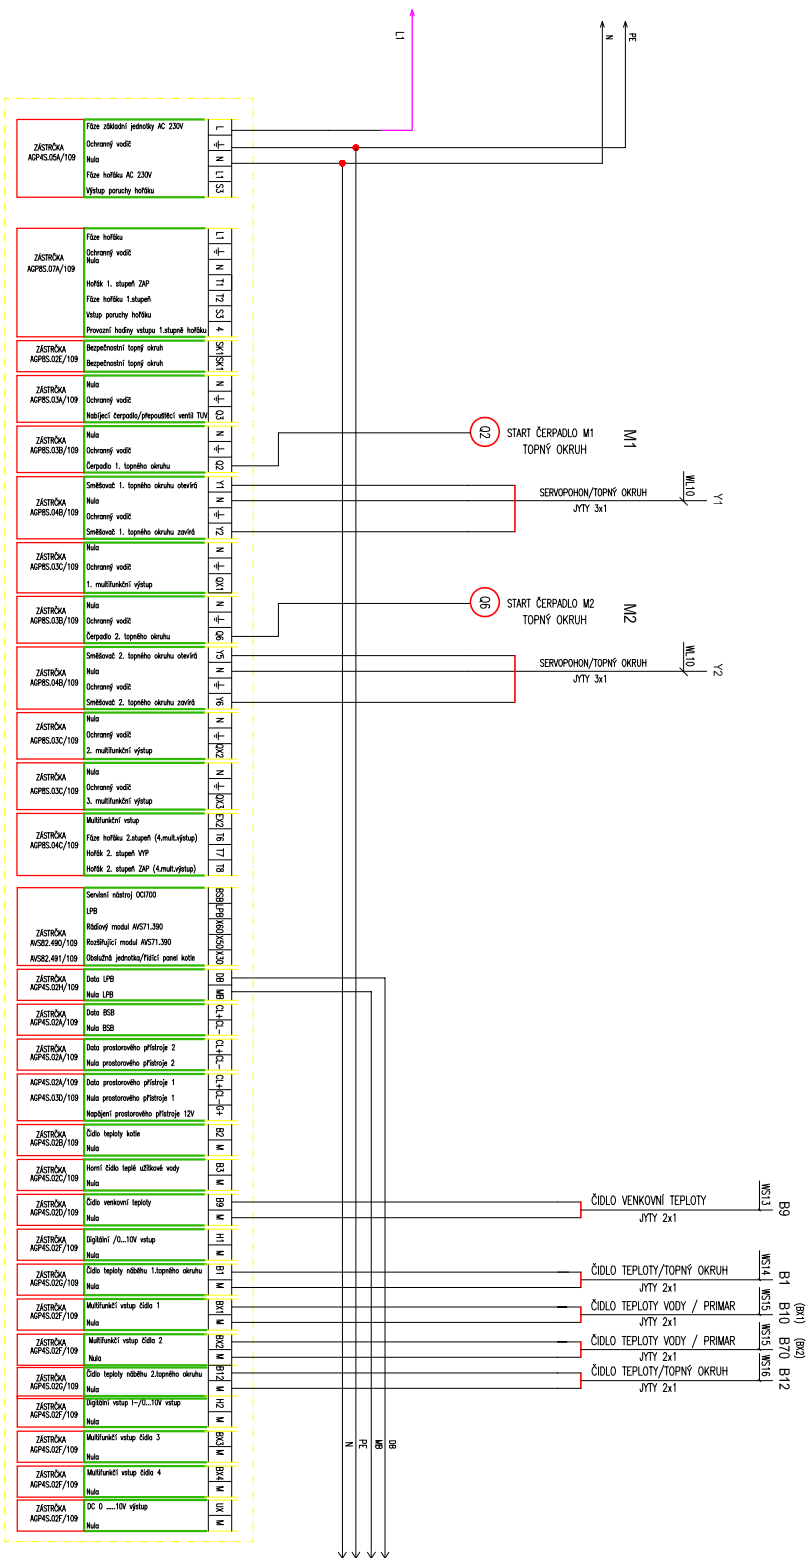 L1
N
PE
ZÁSTRČKA
AGP4S.05A/109
Fáze základní jednotky AC 230V
L
Ochranný vodič
Nula
N
Fáze hořáku AC 230V
L1
Výstup poruchy hořáku
S3
ZÁSTRČKA
AGP8S.07A/109
Fáze hořáku
L1
Ochranný vodič
Nula
N
Hořák 1. stupeň ZAP
T1
Fáze hořáku 1.stupeň
T2
Vstup poruchy hořáku
S3
Provozní hodiny vstupu 1.stupně hořáku
4
ZÁSTRČKA
AGP8S.02E/109
Bezpečnostní topný okruh
SK1
Bezpečnostní topný okruh
SK1
ZÁSTRČKA
AGP8S.03A/109
Nula
N
Ochranný vodič
Nabíjecí čerpadlo/přepouštěcí ventil TUV
Q3
ZÁSTRČKA
AGP8S.03B/109
Nula
N
Ochranný vodič
Čerpadlo 1. topného okruhu
Q2
Q2
START ČERPADLO M1
TOPNÝ OKRUH
M1
ZÁSTRČKA
AGP8S.04B/109
Směšovač 1. topného okruhu otevírá
Y1
Nula
N
Ochranný vodič
Směšovač 1. topného okruhu zavírá
Y2
SERVOPOHON/TOPNÝ OKRUH
JYTY 3x1
WL10
Y1
ZÁSTRČKA
AGP8S.03C/109
Nula
N
Ochranný vodič
1. multifunkční výstup
QX1
ZÁSTRČKA
AGP8S.03B/109
Nula
N
Ochranný vodič
Čerpadlo 2. topného okruhu
Q6
Q6
START ČERPADLO M2
TOPNÝ OKRUH
M2
ZÁSTRČKA
AGP8S.04B/109
Směšovač 2. topného okruhu otevírá
Y5
Nula
N
Ochranný vodič
Směšovač 2. topného okruhu zavírá
Y6
SERVOPOHON/TOPNÝ OKRUH
JYTY 3x1
WL10
Y2
ZÁSTRČKA
AGP8S.03C/109
Nula
N
Ochranný vodič
2. multifunkční výstup
QX2
ZÁSTRČKA
AGP8S.03C/109
Nula
N
Ochranný vodič
3. multifunkční výstup
QX3
ZÁSTRČKA
AGP8S.04C/109
Multifunkční vstup
EX2
Fáze hořáku 2.stupeň (4.mult.výstup)
T6
Hořák 2. stupeň VYP
T7
Hořák 2. stupeň ZAP (4.mult.výstup)
T8
ZÁSTRČKA
AVS82.490/109
AVS82.491/109
Servisní nástroj OCI700
BSB
LPB
LPB
Rádiový modul AVS71.390
X60
Rozšiřující modul AVS71.390
X50
Obslužná jednotka/řídící panel kotle
X30
ZÁSTRČKA
AGP4S.02H/109
Data LPB
DB
Nula LPB
MB
ZÁSTRČKA
AGP4S.02A/109
Data BSB
CL+
Nula BSB
CL-
ZÁSTRČKA
AGP4S.02A/109
Data prostorového přístroje 2
CL+
Nula prostorového přístroje 2
CL-
AGP4S.02A/109
AGP4S.03D/109
Data prostorového přístroje 1
CL+
Nula prostorového přístroje 1
CL-
Napájení prostorového přístroje 12V
G+
ZÁSTRČKA
AGP4S.02B/109
Čidlo teploty kotle
B2
Nula
M
ZÁSTRČKA
AGP4S.02C/109
Horní čidlo teplé užitkové vody
B3
Nula
M
ZÁSTRČKA
AGP4S.02D/109
Čidlo venkovní teploty
B9
Nula
M
ČIDLO VENKOVNÍ TEPLOTY
JYTY 2x1
WS13
B9
ZÁSTRČKA
AGP4S.02F/109
Digitální /0...10V vstup
H1
Nula
M
ZÁSTRČKA
AGP4S.02G/109
Čidlo teploty náběhu 1.topného okruhu
B1
Nula
M
ČIDLO TEPLOTY/TOPNÝ OKRUH
JYTY 2x1
WS14
B1
ZÁSTRČKA
AGP4S.02F/109
Multifunkčí vstup čidla 1
BX1
Nula
M
ČIDLO TEPLOTY VODY / PRIMAR
JYTY 2x1
WS15
B10
(BX1)
ZÁSTRČKA
AGP4S.02F/109
Multifunkčí vstup čidla 2
BX2
Nula
M
ČIDLO TEPLOTY VODY / PRIMAR
JYTY 2x1
WS15
B70
(BX2)
ZÁSTRČKA
AGP4S.02G/109
Čidlo teploty náběhu 2.topného okruhu
B12
Nula
M
ČIDLO TEPLOTY/TOPNÝ OKRUH
JYTY 2x1
WS16
B12
ZÁSTRČKA
AGP4S.02F/109
Digitální vstup I-/0...10V vstup
H2
Nula
M
ZÁSTRČKA
AGP4S.02F/109
Multifunkčí vstup čidla 3
BX3
Nula
M
ZÁSTRČKA
AGP4S.02F/109
Multifunkčí vstup čidla 4
BX4
Nula
M
ZÁSTRČKA
AGP4S.02F/109
DC 0 ....10V výstup
UX
Nula
M
N
PE
MB
DB